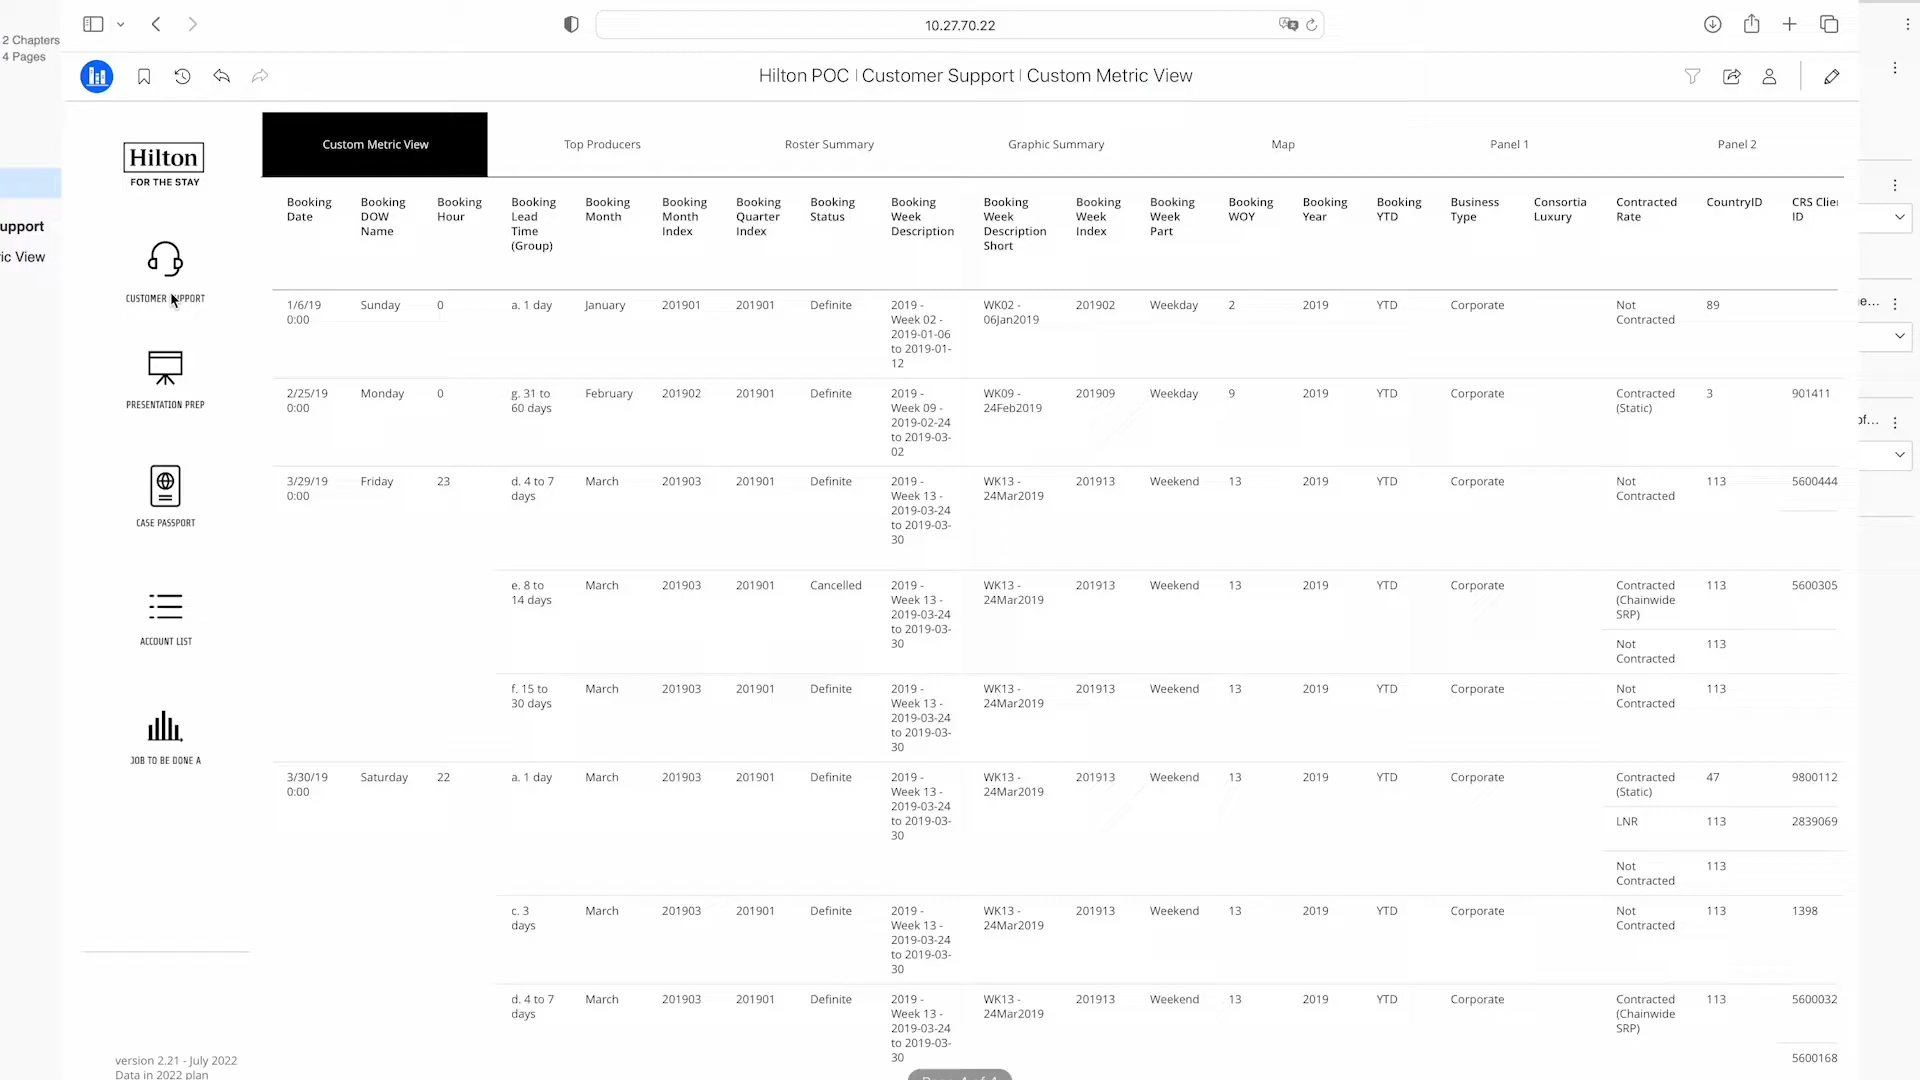 2 Chapters
4 Pages
10.27.70.22
Hilton POC | Customer Support | Custom Metric View
upport
ric View
Hilton
FOR THE STAY
CUSTOMER SUPPORT
PRESENTATION PREP
CASE PASSPORT
ACCOUNT LIST
JOB TO BE DONE A
version 2.21 - July 2022
Data in 2022 plan
Custom Metric View Top Producers Roster Summary Graphic Summary Map Panel 1 Panel 2
Booking Date Booking DOW Name Booking Hour Booking Lead Time (Group) Booking Month Booking Month Index Booking Quarter Index Booking Status Booking Week Description Booking Week Description Short Booking Week Index Booking Week Part Booking WOY Booking Year Booking YTD Business Type Consortia Luxury Contracted Rate CountryID CRS Clie ID
1/6/19 0:00 Sunday 0 a. 1 day January 201901 201901 Definite 2019 - Week 02 - 2019-01-06 to 2019-01-12 WK02 - 06Jan2019 201902 Weekday 2 2019 YTD Corporate Not Contracted 89
2/25/19 0:00 Monday 0 g. 31 to 60 days February 201902 201901 Definite 2019 - Week 09 - 2019-02-24 to 2019-03-02 WK09 - 24Feb2019 201909 Weekday 9 2019 YTD Corporate Contracted (Static) 3 901411
3/29/19 0:00 Friday 23 d. 4 to 7 days March 201903 201901 Definite 2019 - Week 13 - 2019-03-24 to 2019-03-30 WK13 - 24Mar2019 201913 Weekend 13 2019 YTD Corporate Not Contracted 113 5600444
e. 8 to 14 days March 201903 201901 Cancelled 2019 - Week 13 - 2019-03-24 to 2019-03-30 WK13 - 24Mar2019 201913 Weekend 13 2019 YTD Corporate Contracted (Chainwide SRP) 113 5600305
Not Contracted 113
f. 15 to 30 days March 201903 201901 Definite 2019 - Week 13 - 2019-03-24 to 2019-03-30 WK13 - 24Mar2019 201913 Weekend 13 2019 YTD Corporate Not Contracted 113
3/30/19 0:00 Saturday 22 a. 1 day March 201903 201901 Definite 2019 - Week 13 - 2019-03-24 to 2019-03-30 WK13 - 24Mar2019 201913 Weekend 13 2019 YTD Corporate Contracted (Static) 47 9800112
LNR 113 2839069
Not Contracted 113
c. 3 days March 201903 201901 Definite 2019 - Week 13 - 2019-03-24 to 2019-03-30 WK13 - 24Mar2019 201913 Weekend 13 2019 YTD Corporate Not Contracted 113 1398
d. 4 to 7 days March 201903 201901 Definite 2019 - Week 13 - 2019-03-24 to 2019-03-30 WK13 - 24Mar2019 201913 Weekend 13 2019 YTD Corporate Contracted (Chainwide SRP) 113 5600032
5600168